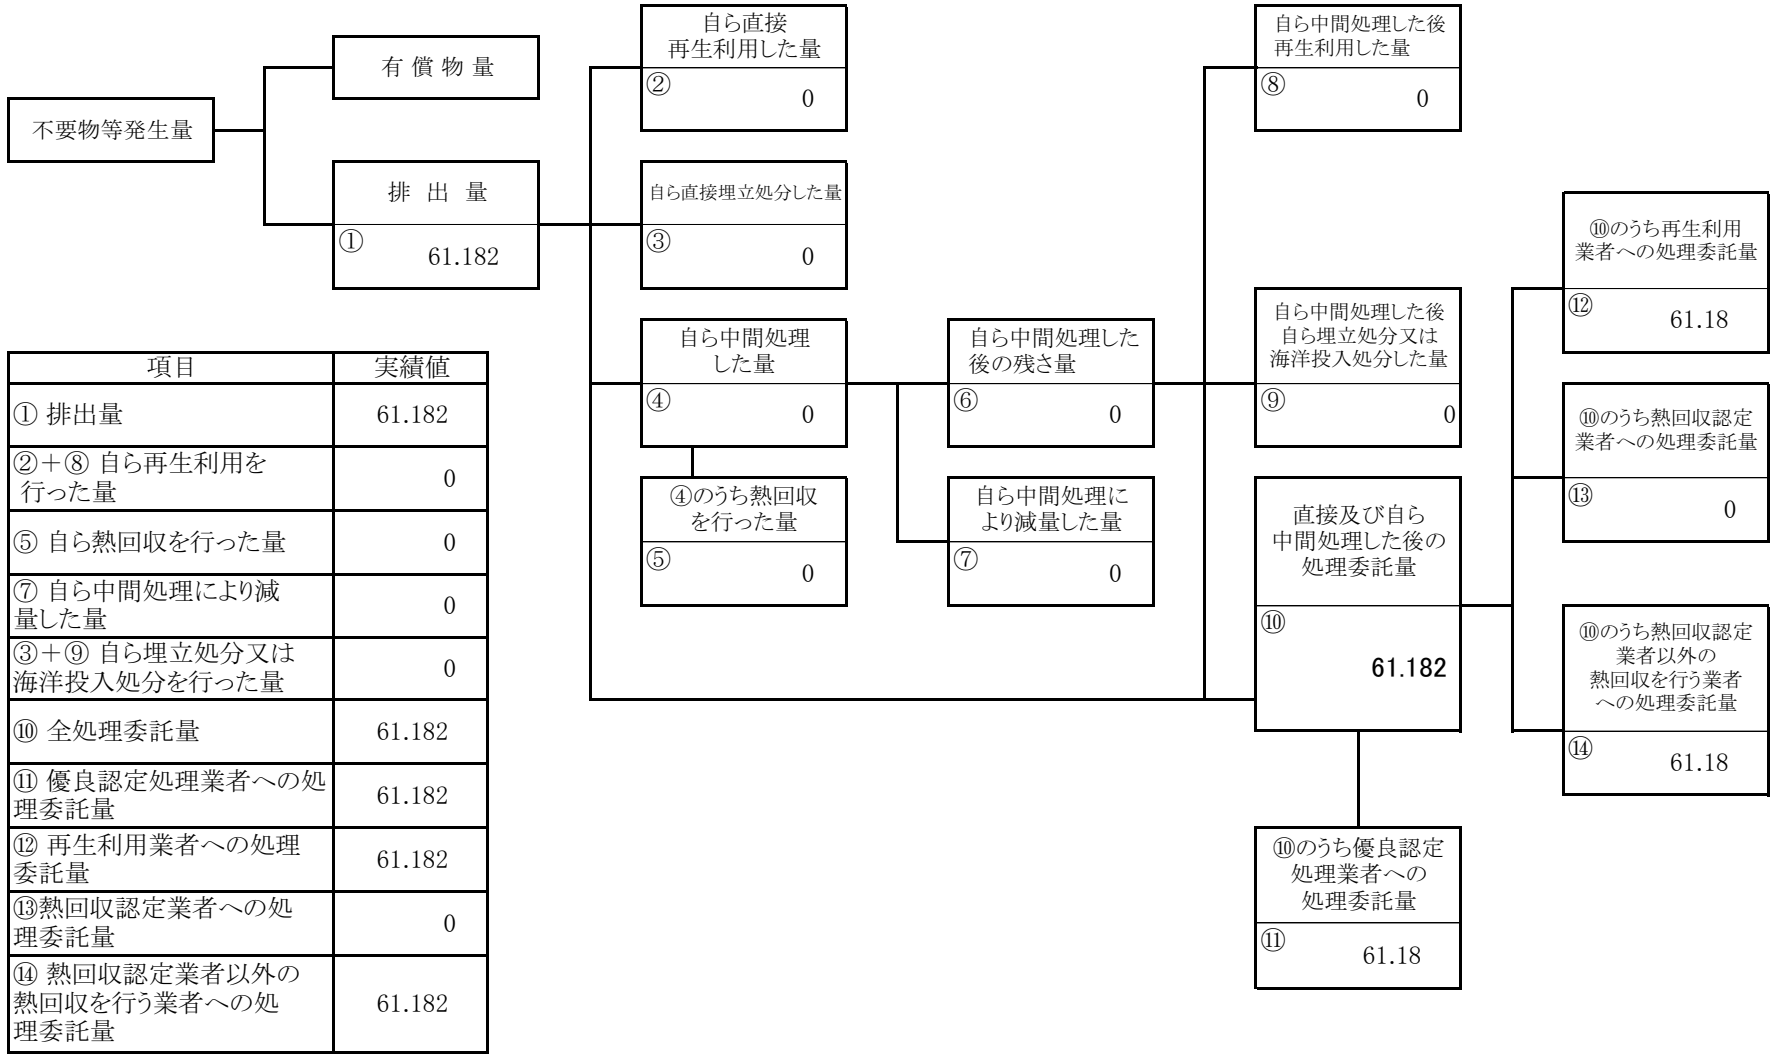 不要物等発生量
有償物量
排出量
①
61.182
自ら直接
再生利用した量
②
0
自ら直接埋立処分した量
③
0
自ら中間処理
した量
④
0
④のうち熱回収
を行った量
⑤
0
自ら中間処理した
後の残さ量
⑥
0
自ら中間処理に
より減量した量
⑦
0
自ら中間処理した後
再生利用した量
⑧
0
自ら中間処理した後
自ら埋立処分又は
海洋投入処分した量
⑨
0
直接及び自ら
中間処理した後の
処理委託量
⑩
61.182
⑩のうち優良認定
処理業者への
処理委託量
⑪
61.18
⑩のうち再生利用
業者への処理委託量
⑫
61.18
⑩のうち熱回収認定
業者への処理委託量
⑬
0
⑩のうち熱回収認定
業者以外の
熱回収を行う業者
への処理委託量
⑭
61.18
項目 実績値
① 排出量 61.182
②＋⑧ 自ら再生利用を
行った量 0
⑤ 自ら熱回収を行った量 0
⑦ 自ら中間処理により減
量した量 0
③＋⑨ 自ら埋立処分又は
海洋投入処分を行った量 0
⑩ 全処理委託量 61.182
⑪ 優良認定処理業者への処
理委託量 61.182
⑫ 再生利用業者への処理
委託量 61.182
⑬熱回収認定業者への処
理委託量 0
⑭ 熱回収認定業者以外の
熱回収を行う業者への処
理委託量 61.182